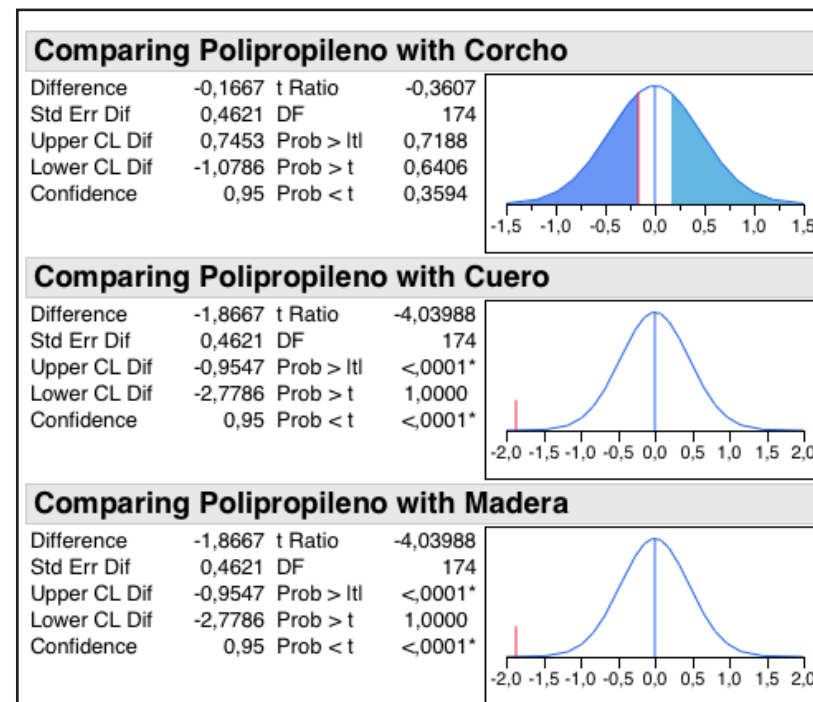 Comparing Polipropileno with Corcho
Difference -0,1667 t Ratio -0,3607
Std Err Dif 0,4621 DF 174
Upper CL Dif 0,7453 Prob > |t| 0,7188
Lower CL Dif -1,0786 Prob > t 0,6406
Confidence 0,95 Prob < t 0,3594
-1,5 -1,0 -0,5 0,0 0,5 1,0 1,5
Comparing Polipropileno with Cuero
Difference -1,8667 t Ratio -4,03988
Std Err Dif 0,4621 DF 174
Upper CL Dif -0,9547 Prob > |t| <,0001*
Lower CL Dif -2,7786 Prob > t 1,0000
Confidence 0,95 Prob < t <,0001*
-2,0 -1,5 -1,0 -0,5 0,0 0,5 1,0 1,5 2,0
Comparing Polipropileno with Madera
Difference -1,8667 t Ratio -4,03988
Std Err Dif 0,4621 DF 174
Upper CL Dif -0,9547 Prob > |t| <,0001*
Lower CL Dif -2,7786 Prob > t 1,0000
Confidence 0,95 Prob < t <,0001*
-2,0 -1,5 -1,0 -0,5 0,0 0,5 1,0 1,5 2,0